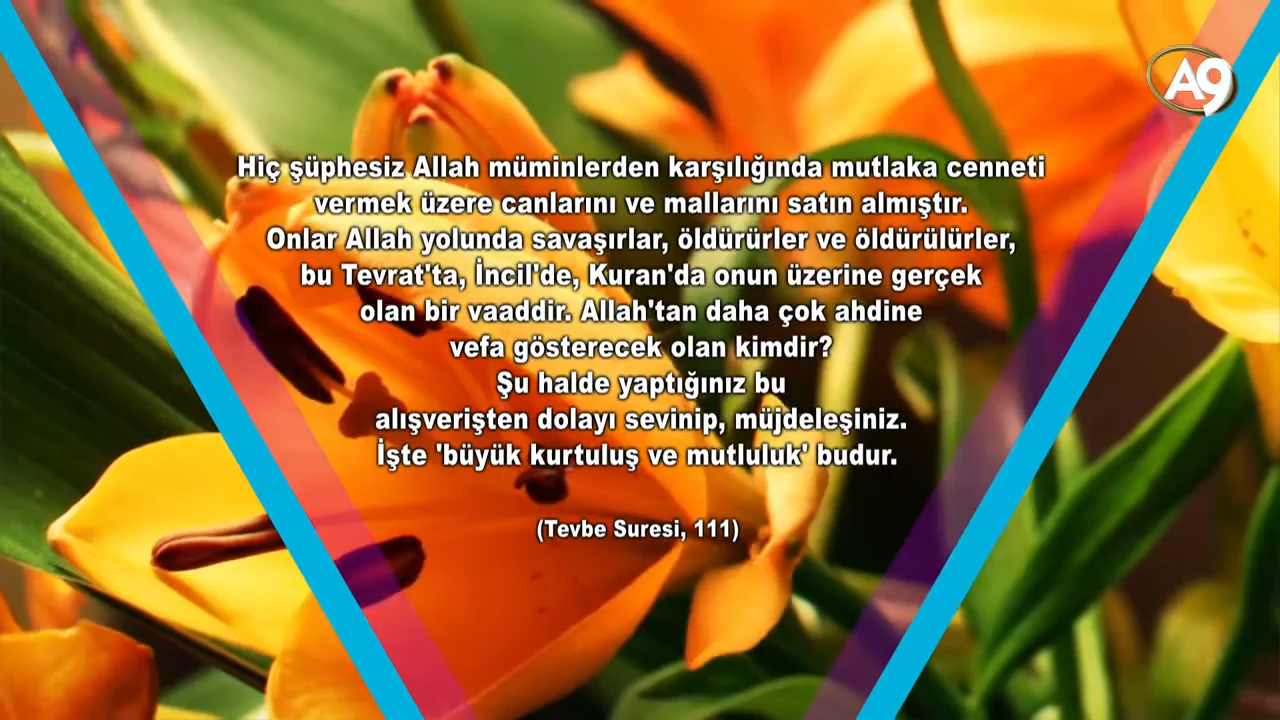 A9
Hiç şüphesiz Allah müminlerden karşılığında mutlaka cenneti
vermek üzere canlarını ve mallarını satın almıştır.
Onlar Allah yolunda savaşırlar, öldürürler ve öldürülürler,
bu Tevrat'ta, İncil'de, Kuran'da onun üzerine gerçek
olan bir vaaddir. Allah'tan daha çok ahdine
vefa gösterecek olan kimdir?
Şu halde yaptığınız bu
alışverişten dolayı sevinip, müjdeleşiniz.
İşte 'büyük kurtuluş ve mutluluk' budur.
(Tevbe Suresi, 111)